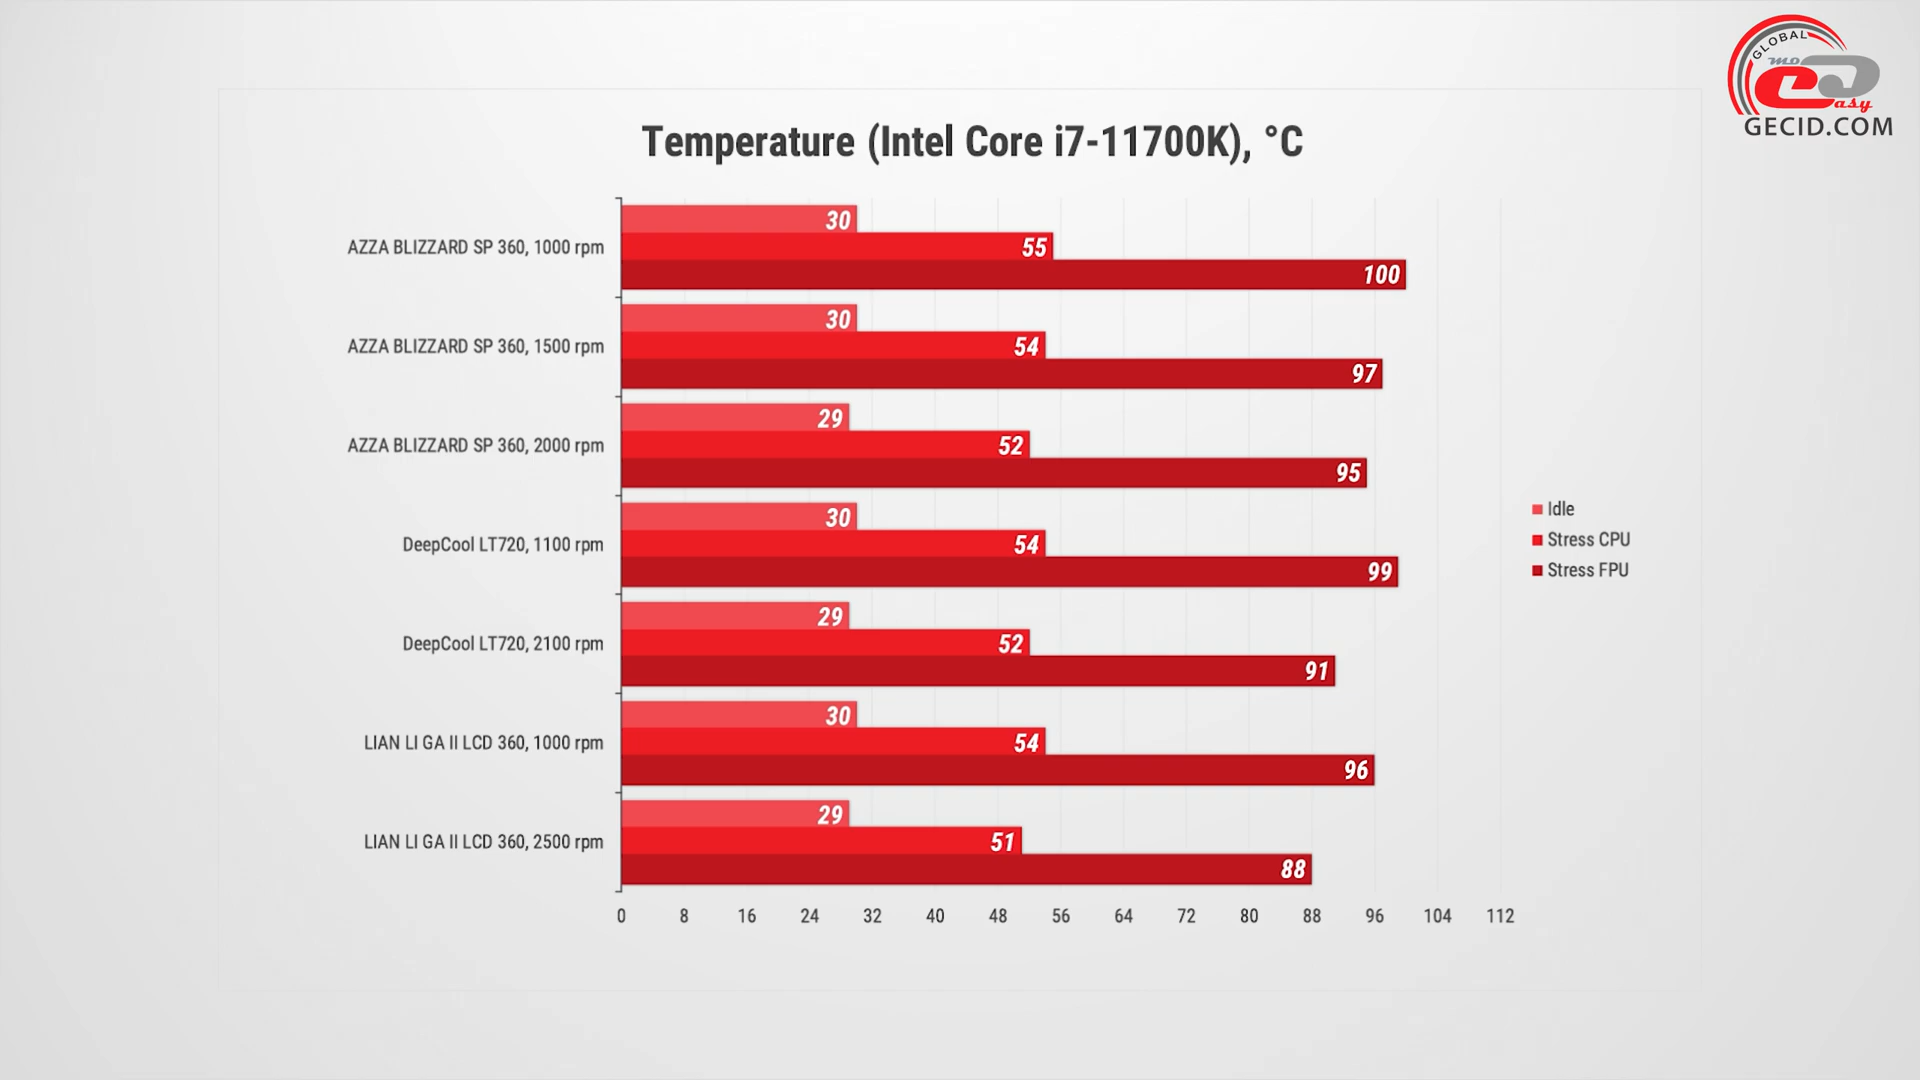 GLOBAL
mo
easy
GECID.COM
Temperature (Intel Core i7-11700K), °C
AZZA BLIZZARD SP 360, 1000 rpm
30
55
100
AZZA BLIZZARD SP 360, 1500 rpm
30
54
97
AZZA BLIZZARD SP 360, 2000 rpm
29
52
95
DeepCool LT720, 1100 rpm
30
54
99
DeepCool LT720, 2100 rpm
29
52
91
LIAN LI GA II LCD 360, 1000 rpm
30
54
96
LIAN LI GA II LCD 360, 2500 rpm
29
51
88
0 8 16 24 32 40 48 56 64 72 80 88 96 104 112
Idle
Stress CPU
Stress FPU